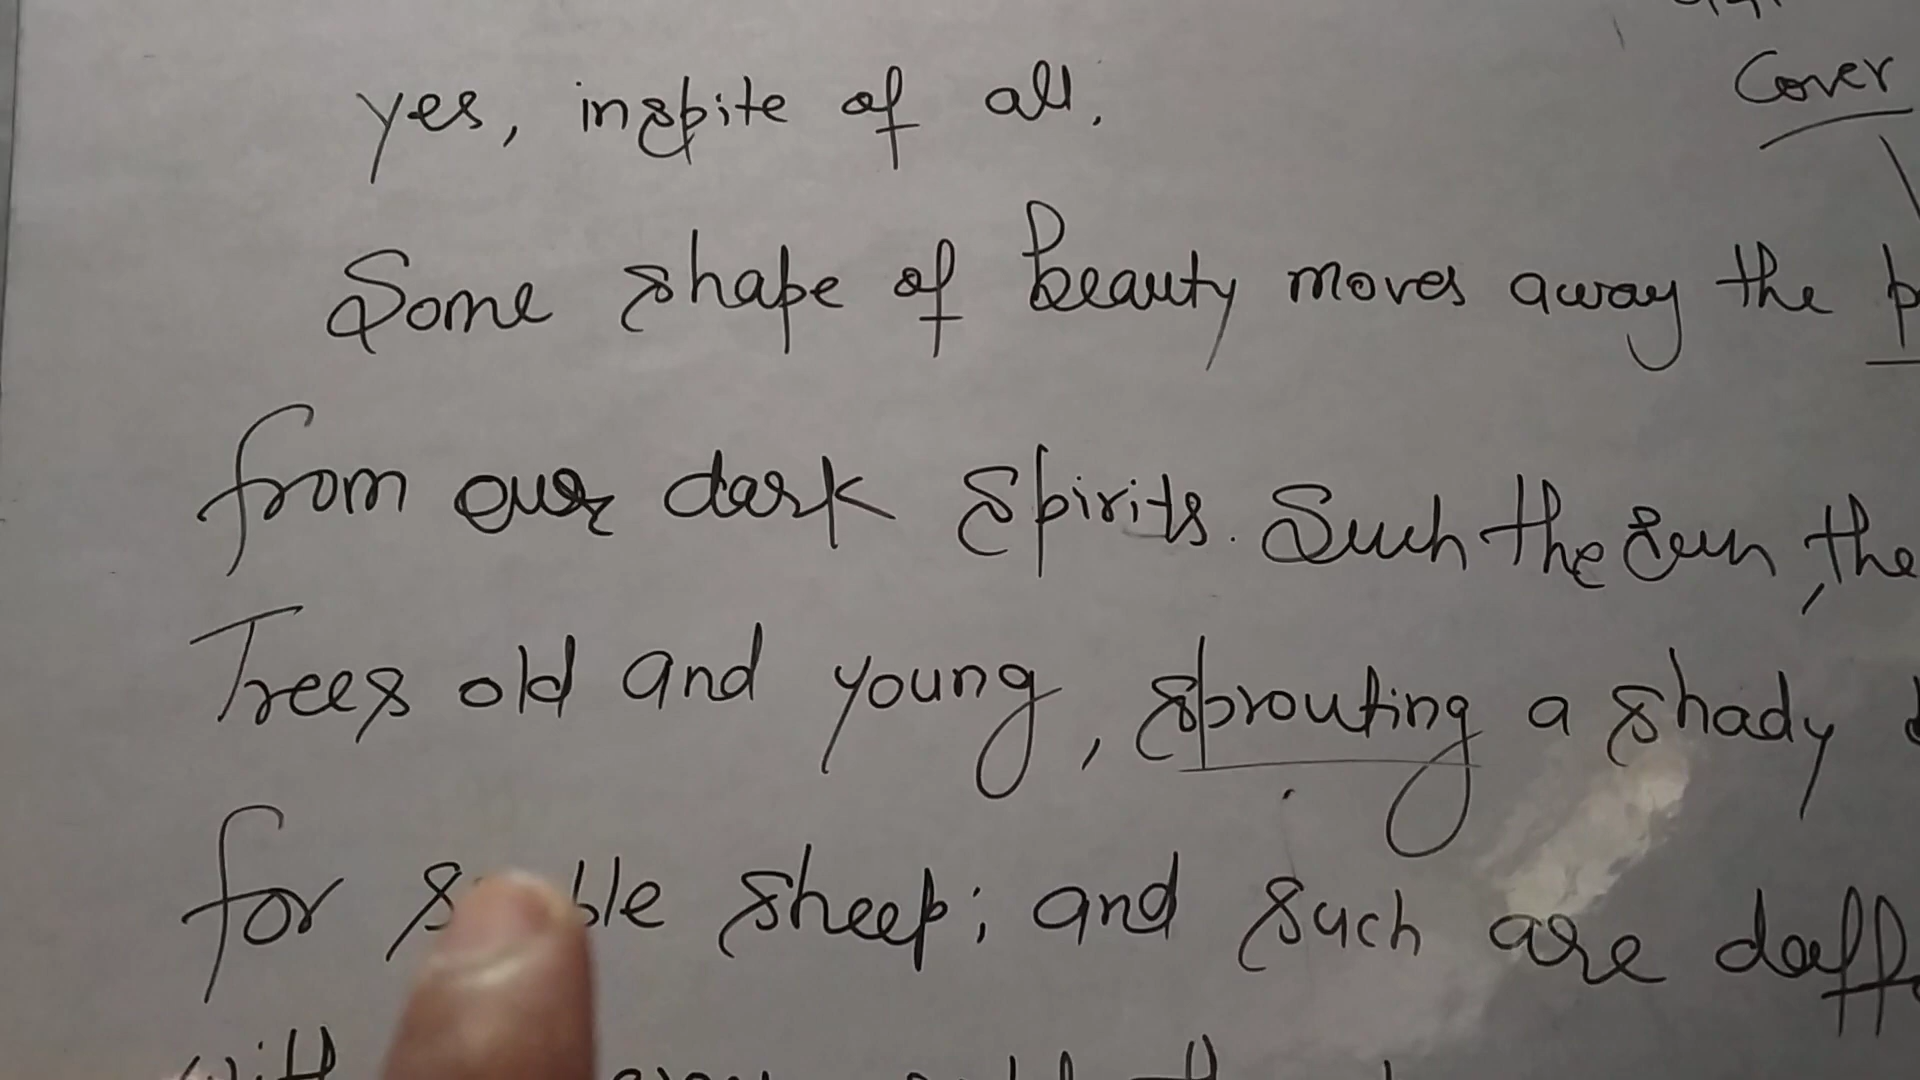 Cover
yes, inspite of all.
Some shape of Beauty moves away the
from our dark Spirits. Such the Sun, the
Trees old and young, sprouting a shady
for sheep; and such are